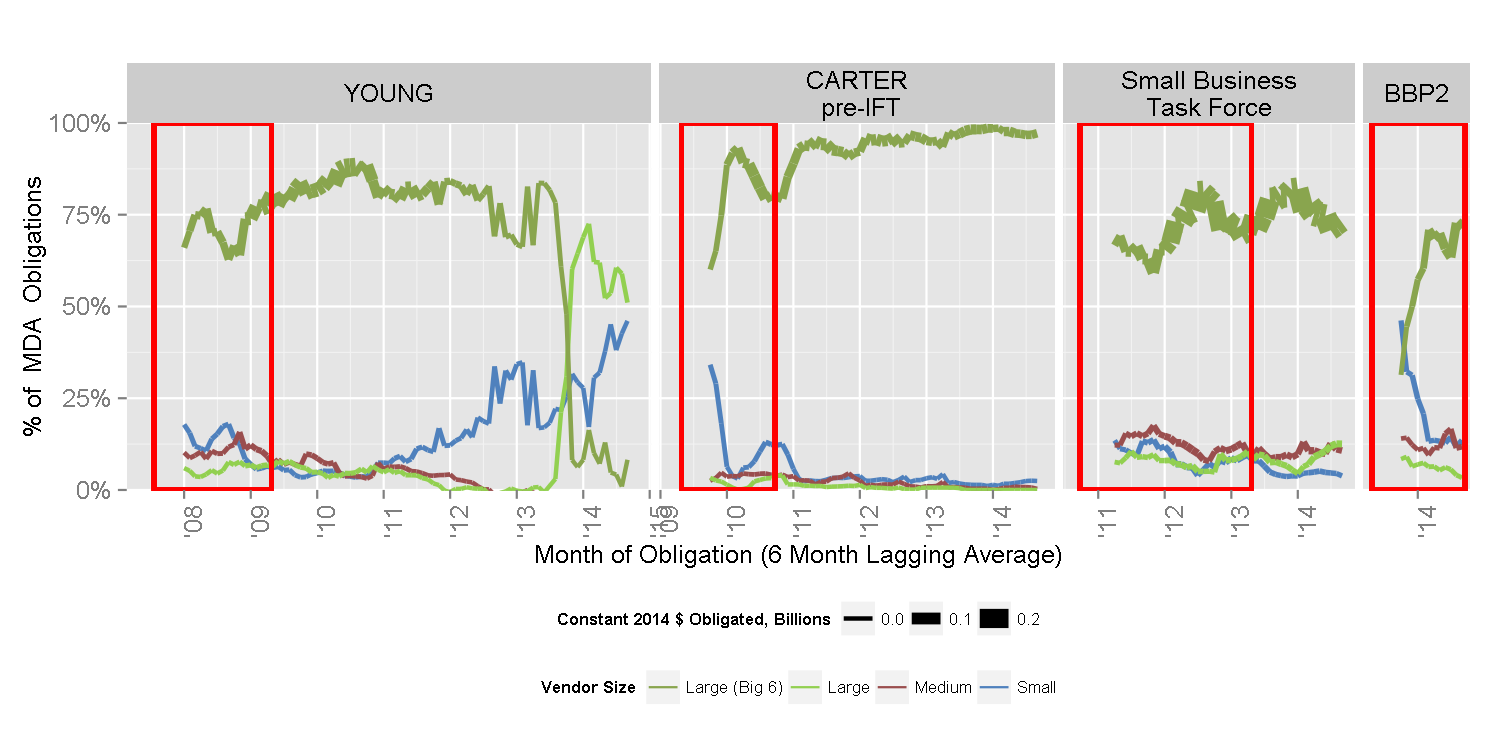 YOUNG
CARTER
pre-IFT
Small Business
Task Force
BBP2
100%
75%
50%
25%
0%
% of MDA Obligations
'08
'09
'10
'11
'12
'13
'14
'15
'09
'10
'11
'12
'13
'14
'11
'12
'13
'14
'14
Month of Obligation (6 Month Lagging Average)
Constant 2014 $ Obligated, Billions 0.0 0.1 0.2
Vendor Size Large (Big 6) Large Medium Small